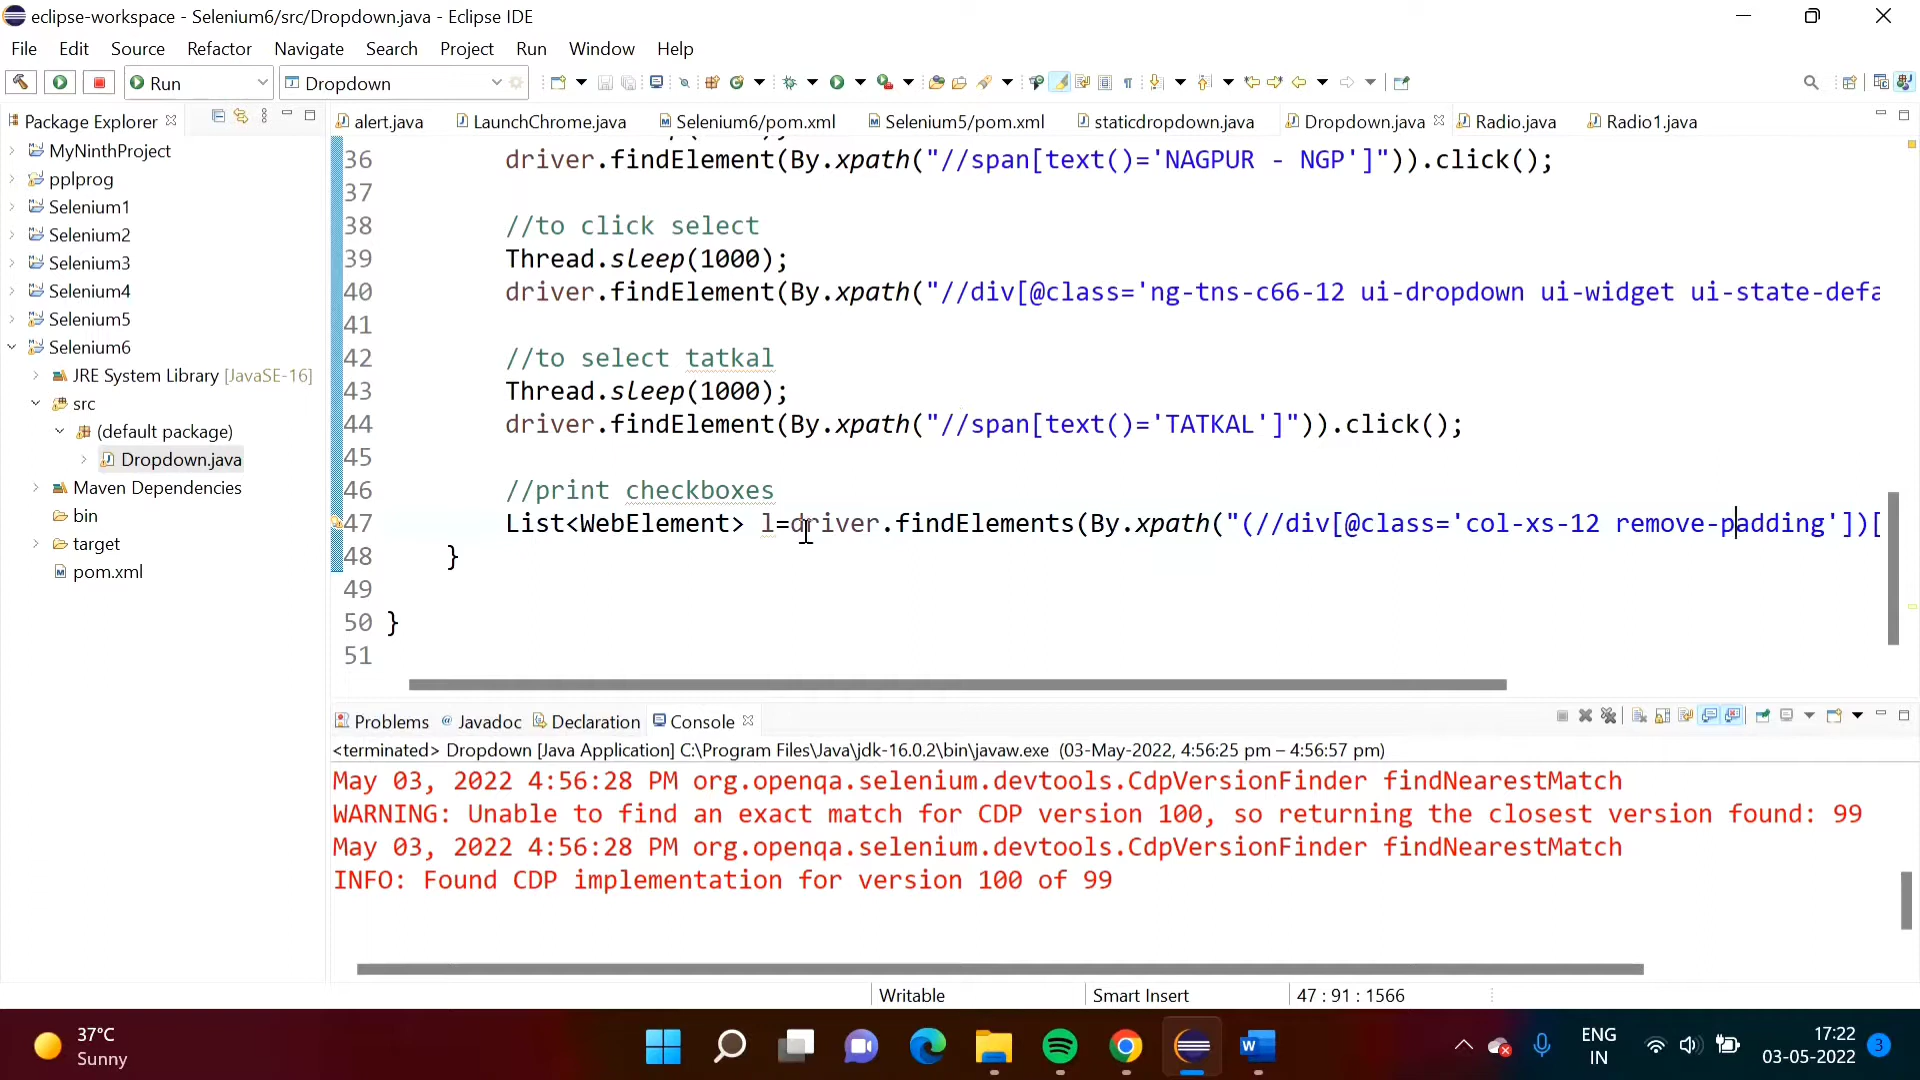 eclipse-workspace - Selenium6/src/Dropdown.java - Eclipse IDE
File Edit Source Refactor Navigate Search Project Run Window Help
Run Dropdown
Package Explorer
MyNinthProject
pplprog
Selenium1
Selenium2
Selenium3
Selenium4
Selenium5
Selenium6
JRE System Library [JavaSE-16]
src
(default package)
Dropdown.java
Maven Dependencies
bin
target
pom.xml
alert.java LaunchChrome.java Selenium6/pom.xml Selenium5/pom.xml staticdropdown.java Dropdown.java Radio.java Radio1.java
36 driver.findElement(By.xpath("//span[text()='NAGPUR - NGP']")).click();
37
38 //to click select
39 Thread.sleep(1000);
40 driver.findElement(By.xpath("//div[@class='ng-tns-c66-12 ui-dropdown ui-widget ui-state-defa
41
42 //to select tatkal
43 Thread.sleep(1000);
44 driver.findElement(By.xpath("//span[text()='TATKAL']")).click();
45
46 //print checkboxes
47 List<WebElement> l=driver.findElements(By.xpath("(//div[@class='col-xs-12 remove-padding'])[
48 }
49
50 }
51
Problems Javadoc Declaration Console
<terminated> Dropdown [Java Application] C:\Program Files\Java\jdk-16.0.2\bin\javaw.exe (03-May-2022, 4:56:25 pm – 4:56:57 pm)
May 03, 2022 4:56:28 PM org.openqa.selenium.devtools.CdpVersionFinder findNearestMatch
WARNING: Unable to find an exact match for CDP version 100, so returning the closest version found: 99
May 03, 2022 4:56:28 PM org.openqa.selenium.devtools.CdpVersionFinder findNearestMatch
INFO: Found CDP implementation for version 100 of 99
Writable Smart Insert 47 : 91 : 1566
37°C
Sunny
ENG
IN
17:22
03-05-2022
3